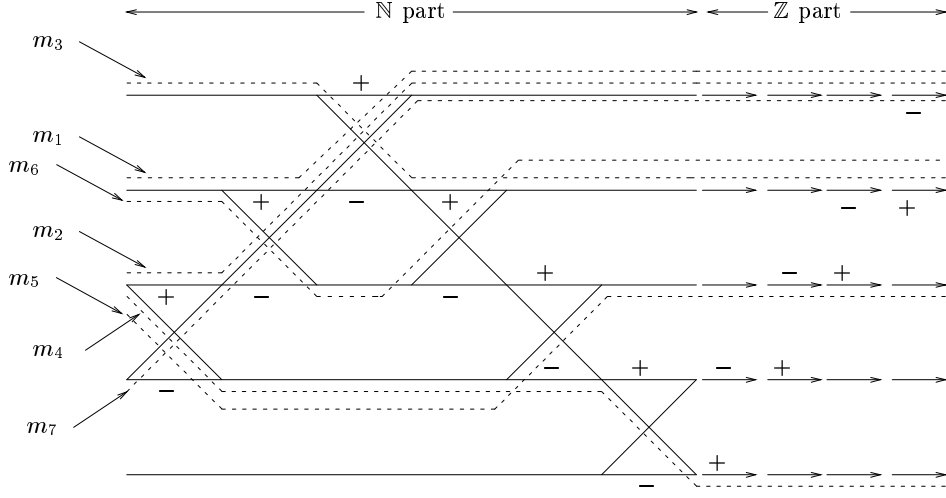 ℕ part ℤ part
m₃
+
−
m₁
m₆
+ − + − +
m₂
m₅
+ − − + − +
m₄
− + − +
−
m₇
+
−